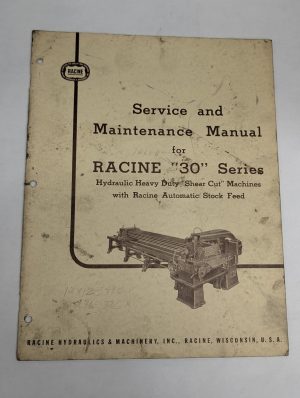 RACINE
Service and
Maintenance Manual
for
RACINE "30" Series
Hydraulic Heavy Duty "Shear Cut" Machines
with Racine Automatic Stock Feed
RACINE HYDRAULICS & MACHINERY, INC., RACINE, WISCONSIN, U.S.A.